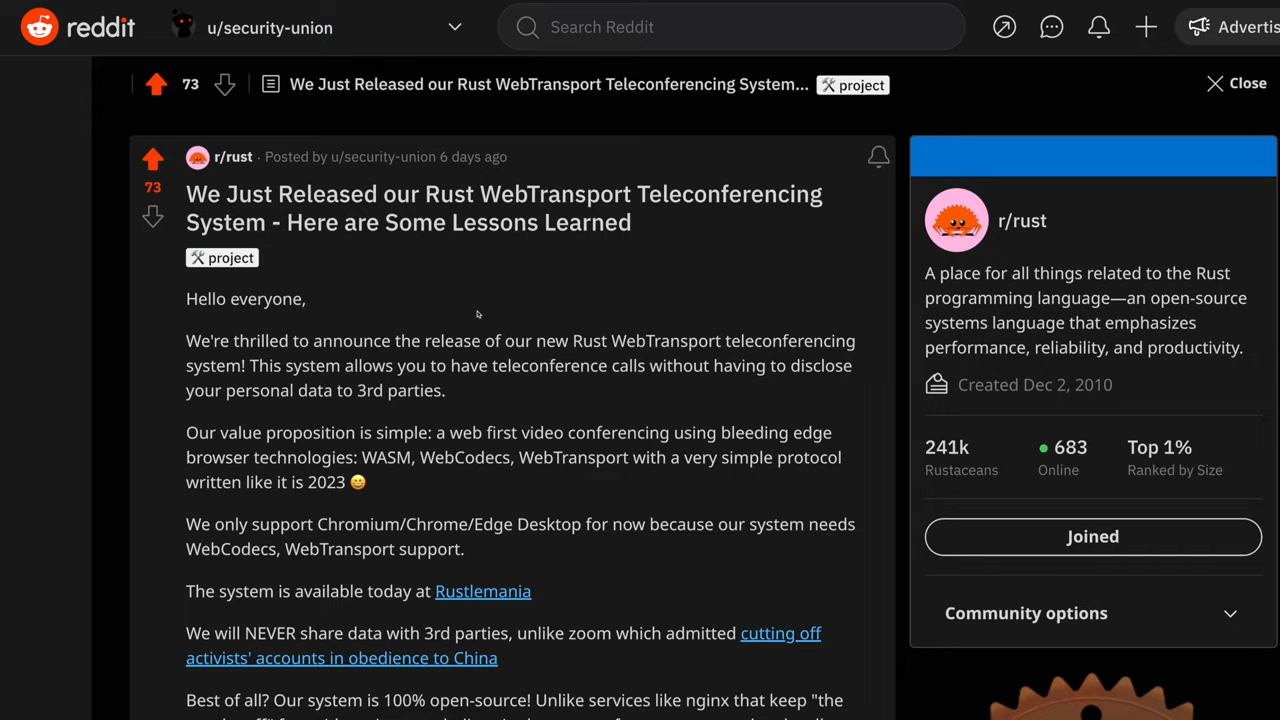 reddit
u/security-union
Search Reddit
Advertis
73
We Just Released our Rust WebTransport Teleconferencing System...
project
Close
r/rust · Posted by u/security-union 6 days ago
73
We Just Released our Rust WebTransport Teleconferencing
System - Here are Some Lessons Learned
project
Hello everyone,
We're thrilled to announce the release of our new Rust WebTransport teleconferencing
system! This system allows you to have teleconference calls without having to disclose
your personal data to 3rd parties.
Our value proposition is simple: a web first video conferencing using bleeding edge
browser technologies: WASM, WebCodecs, WebTransport with a very simple protocol
written like it is 2023 😄
We only support Chromium/Chrome/Edge Desktop for now because our system needs
WebCodecs, WebTransport support.
The system is available today at Rustlemania
We will NEVER share data with 3rd parties, unlike zoom which admitted cutting off
activists' accounts in obedience to China
Best of all? Our system is 100% open-source! Unlike services like nginx that keep "the
r/rust
A place for all things related to the Rust
programming language—an open-source
systems language that emphasizes
performance, reliability, and productivity.
Created Dec 2, 2010
241k
Rustaceans
683
Online
Top 1%
Ranked by Size
Joined
Community options